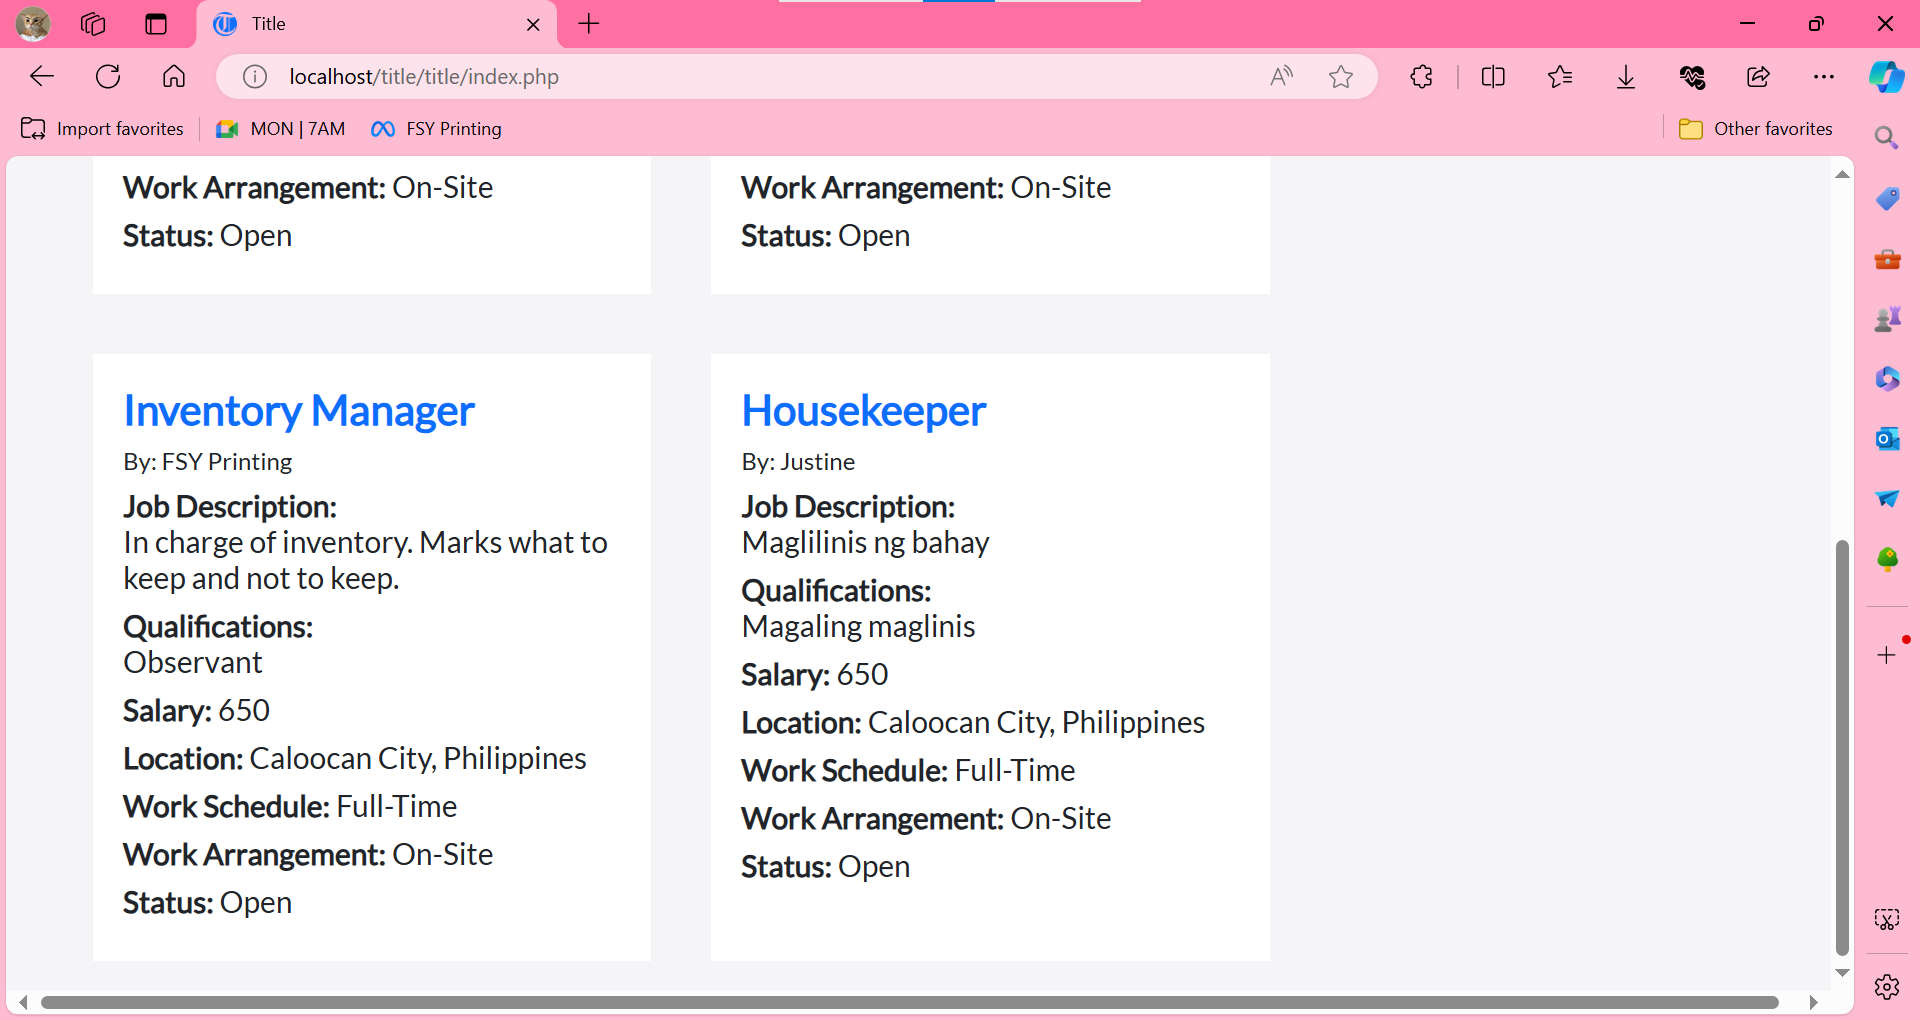 Title
localhost/title/title/index.php
Import favorites
MON | 7AM
FSY Printing
Other favorites
Work Arrangement: On-Site
Status: Open
Work Arrangement: On-Site
Status: Open
Inventory Manager
By: FSY Printing
Job Description:
In charge of inventory. Marks what to
keep and not to keep.
Qualifications:
Observant
Salary: 650
Location: Caloocan City, Philippines
Work Schedule: Full-Time
Work Arrangement: On-Site
Status: Open
Housekeeper
By: Justine
Job Description:
Maglilinis ng bahay
Qualifications:
Magaling maglinis
Salary: 650
Location: Caloocan City, Philippines
Work Schedule: Full-Time
Work Arrangement: On-Site
Status: Open